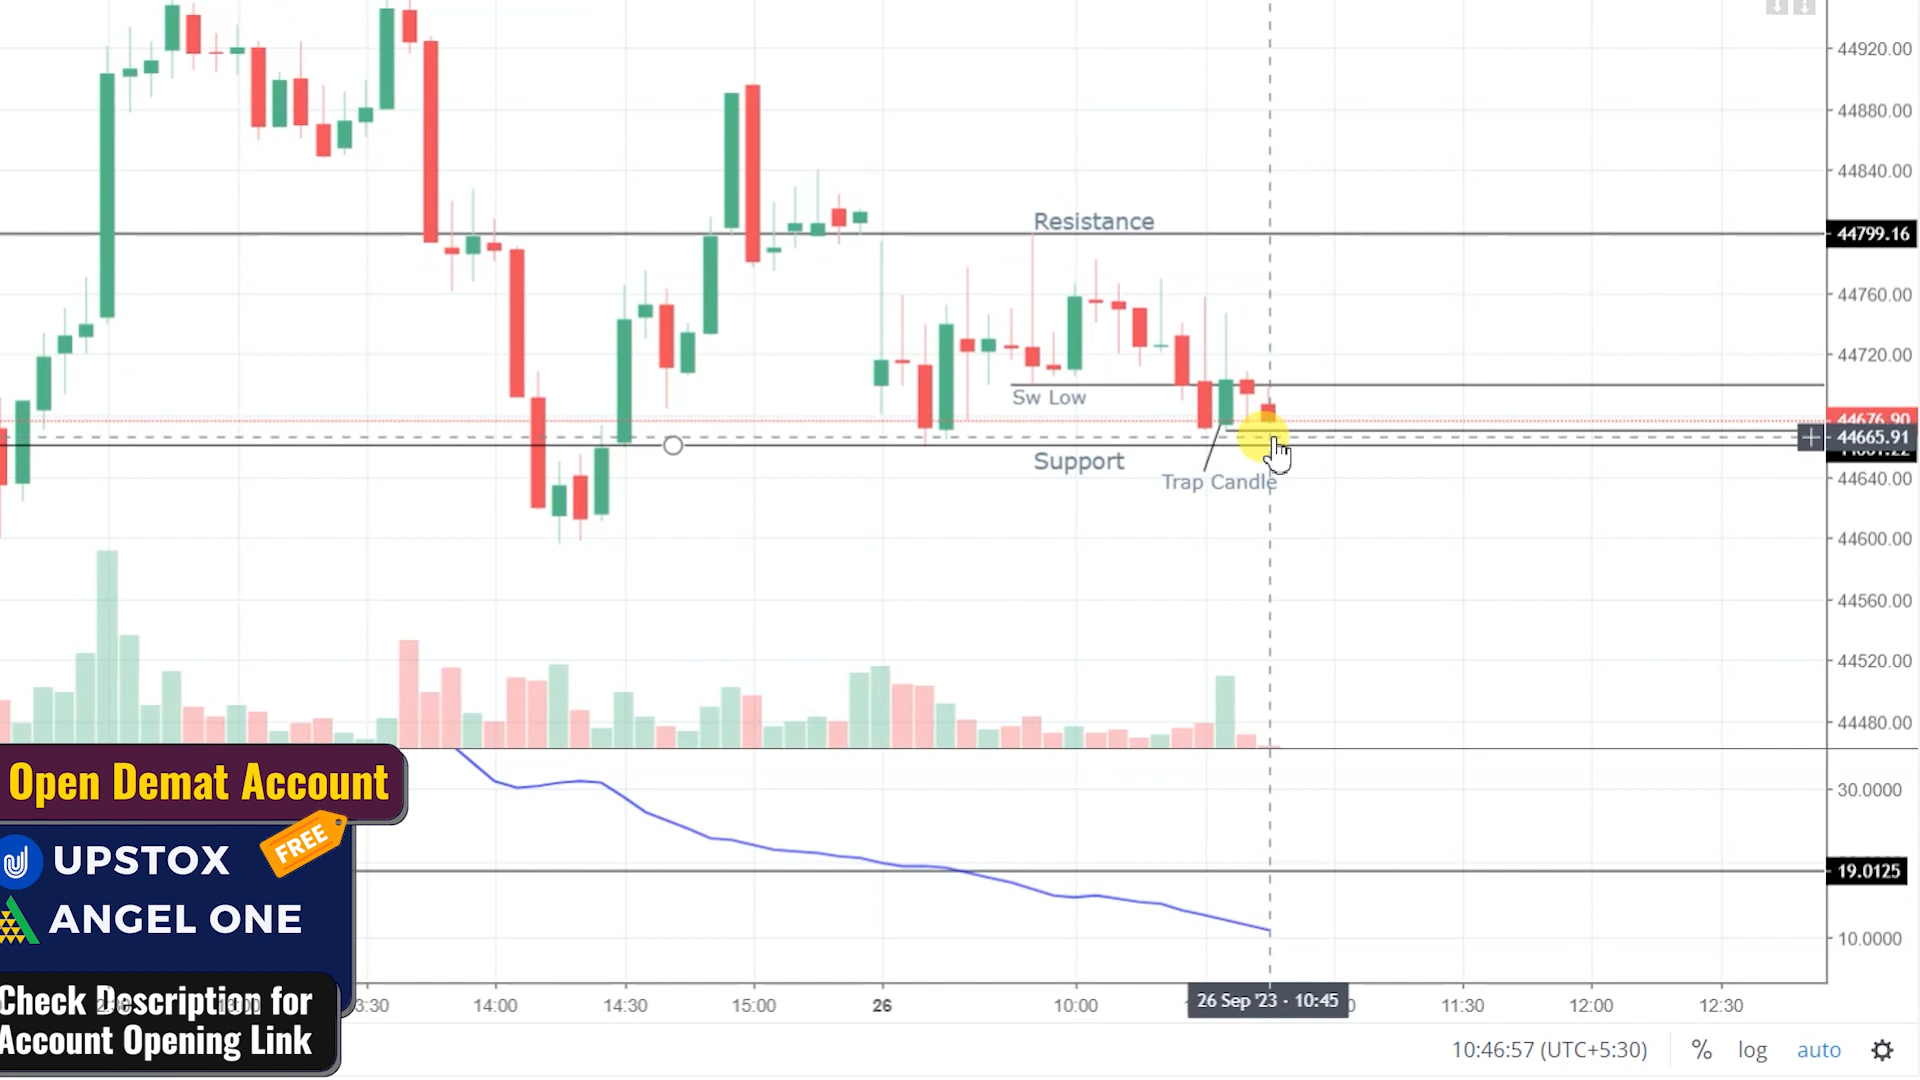 44920.00
44880.00
44840.00
Resistance
44799.16
44760.00
44720.00
Sw Low
44676.90
44665.91
Support
Trap Candle
44640.00
44600.00
44560.00
44520.00
44480.00
Open Demat Account
FREE
UPSTOX
ANGEL ONE
Check Description for
Account Opening Link
30.0000
19.0125
10.0000
14:00 14:30 15:00 26 10:00 26 Sep '23 · 10:45 11:30 12:00 12:30
10:46:57 (UTC+5:30) % log auto